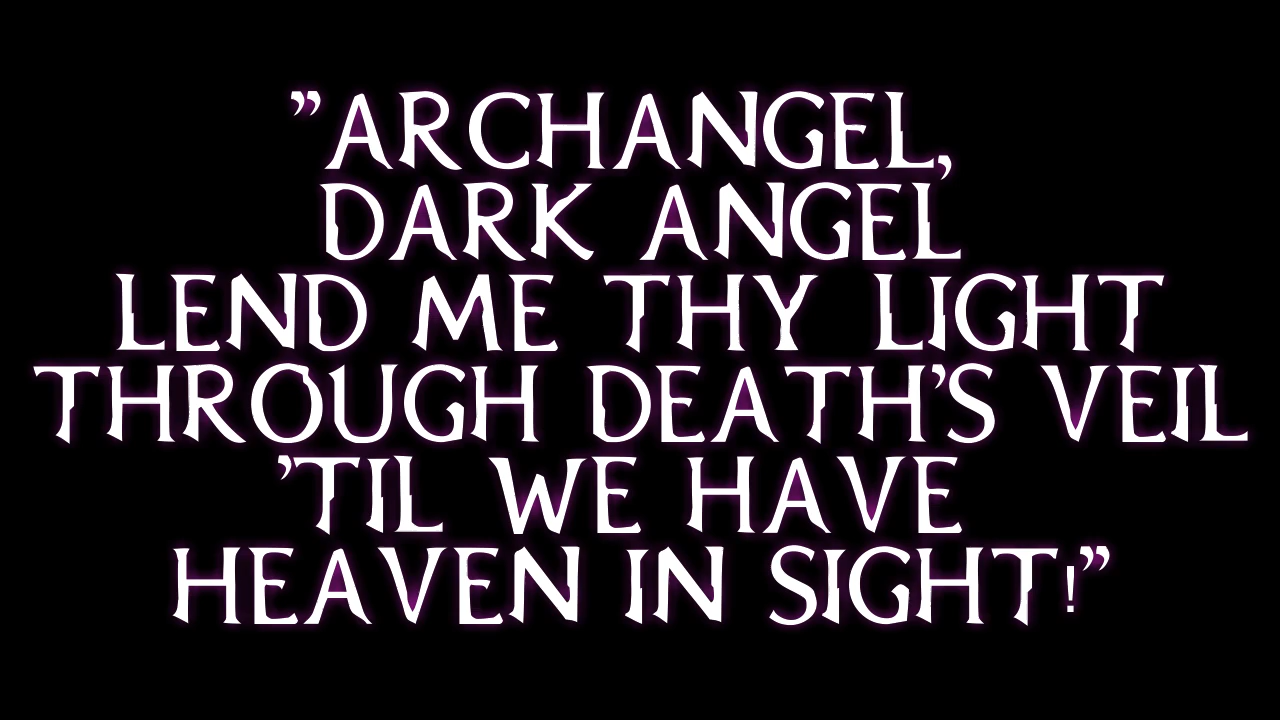 ”ARCHANGEL,
DARK ANGEL
LEND ME THY LIGHT
THROUGH DEATH’S VEIL
’TIL WE HAVE
HEAVEN IN SIGHT!”